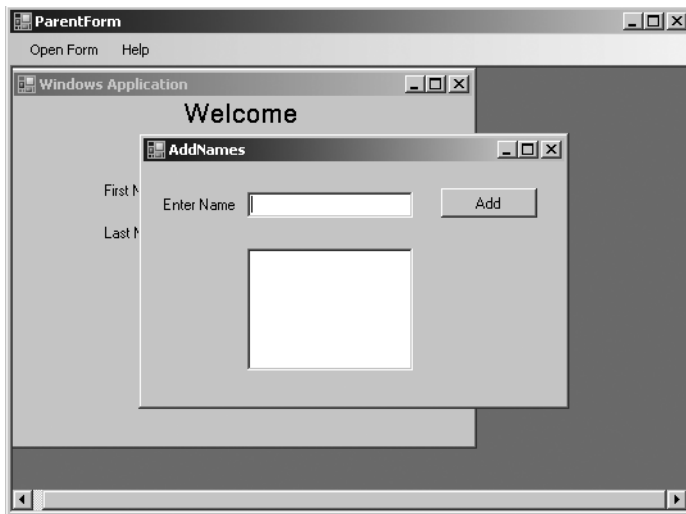 ParentForm
Open Form Help
Windows Application
Welcome
AddNames
First N
Enter Name
Add
Last N